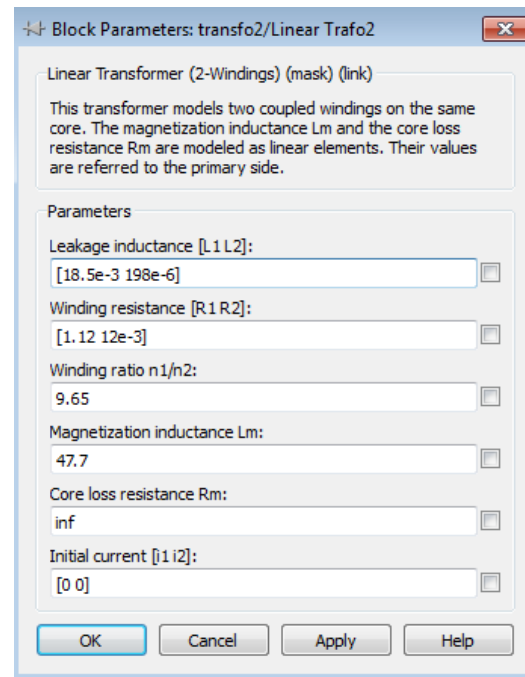 Block Parameters: transfo2/Linear Trafo2
Linear Transformer (2-Windings) (mask) (link)
This transformer models two coupled windings on the same
core. The magnetization inductance Lm and the core loss
resistance Rm are modeled as linear elements. Their values
are referred to the primary side.
Parameters
Leakage inductance [L1 L2]:
[18.5e-3 198e-6]
Winding resistance [R1 R2]:
[1.12 12e-3]
Winding ratio n1/n2:
9.65
Magnetization inductance Lm:
47.7
Core loss resistance Rm:
inf
Initial current [i1 i2]:
[0 0]
OK Cancel Apply Help